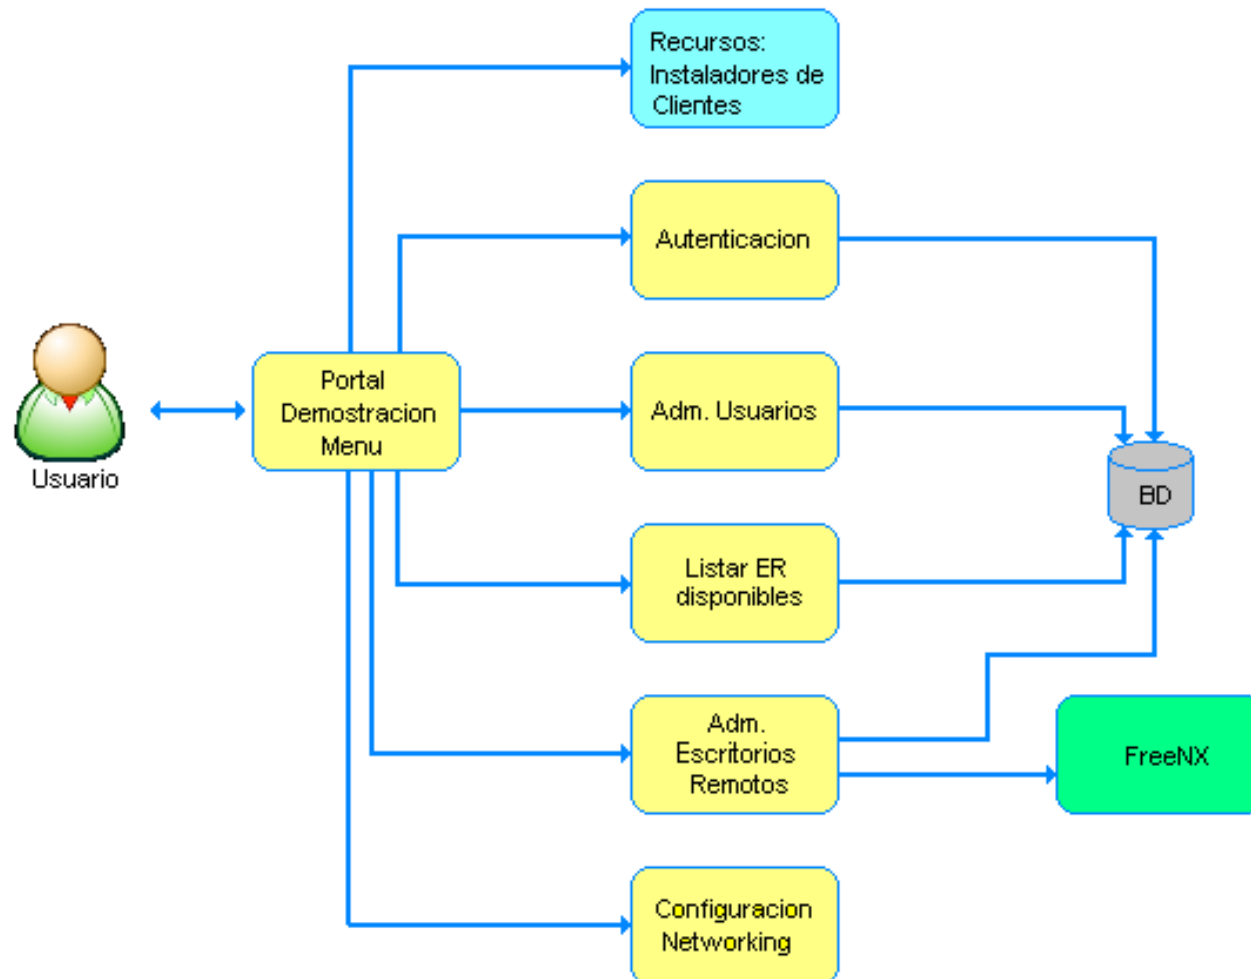 Recursos:
Instaladores de
Clientes
Autenticacion
Usuario
Portal
Demostracion
Menu
Adm. Usuarios
BD
Listar ER
disponibles
Adm.
Escritorios
Remotos
FreeNX
Configuracion
Networking